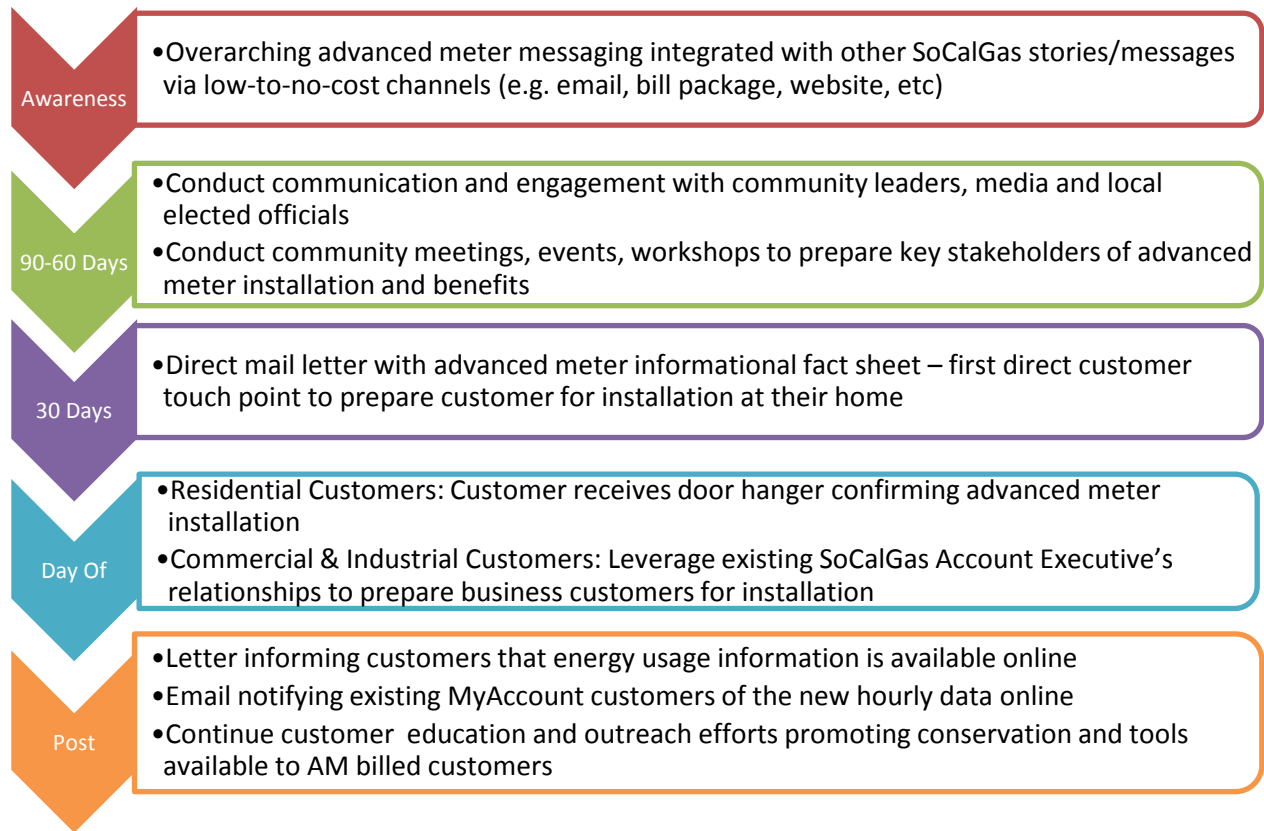 Awareness
•Overarching advanced meter messaging integrated with other SoCalGas stories/messages
via low-to-no-cost channels (e.g. email, bill package, website, etc)
90-60 Days
•Conduct communication and engagement with community leaders, media and local
elected officials
•Conduct community meetings, events, workshops to prepare key stakeholders of advanced
meter installation and benefits
30 Days
•Direct mail letter with advanced meter informational fact sheet – first direct customer
touch point to prepare customer for installation at their home
Day Of
•Residential Customers: Customer receives door hanger confirming advanced meter
installation
•Commercial & Industrial Customers: Leverage existing SoCalGas Account Executive’s
relationships to prepare business customers for installation
Post
•Letter informing customers that energy usage information is available online
•Email notifying existing MyAccount customers of the new hourly data online
•Continue customer education and outreach efforts promoting conservation and tools
available to AM billed customers